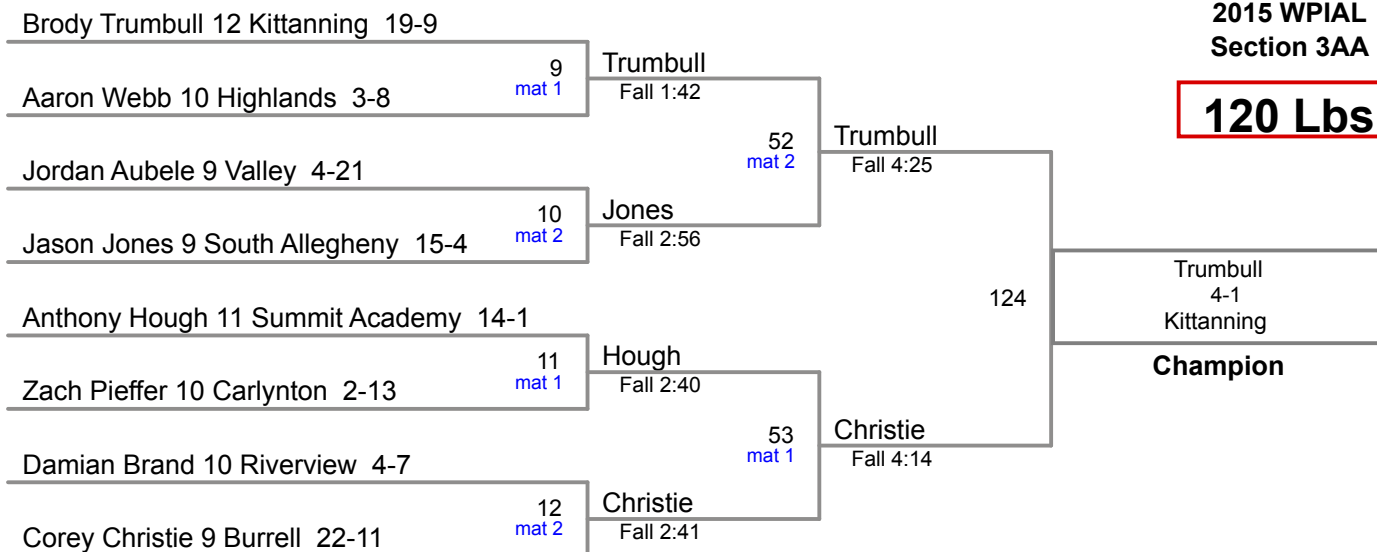 2015 WPIAL
Section 3AA
120 Lbs
Brody Trumbull 12 Kittanning 19-9
9
mat 1
Trumbull
Fall 1:42
Aaron Webb 10 Highlands 3-8
52
mat 2
Trumbull
Fall 4:25
Jordan Aubele 9 Valley 4-21
10
mat 2
Jones
Fall 2:56
Jason Jones 9 South Allegheny 15-4
124
Trumbull
4-1
Kittanning
Champion
Anthony Hough 11 Summit Academy 14-1
11
mat 1
Hough
Fall 2:40
Zach Pieffer 10 Carlynton 2-13
53
mat 1
Christie
Fall 4:14
Damian Brand 10 Riverview 4-7
12
mat 2
Christie
Fall 2:41
Corey Christie 9 Burrell 22-11